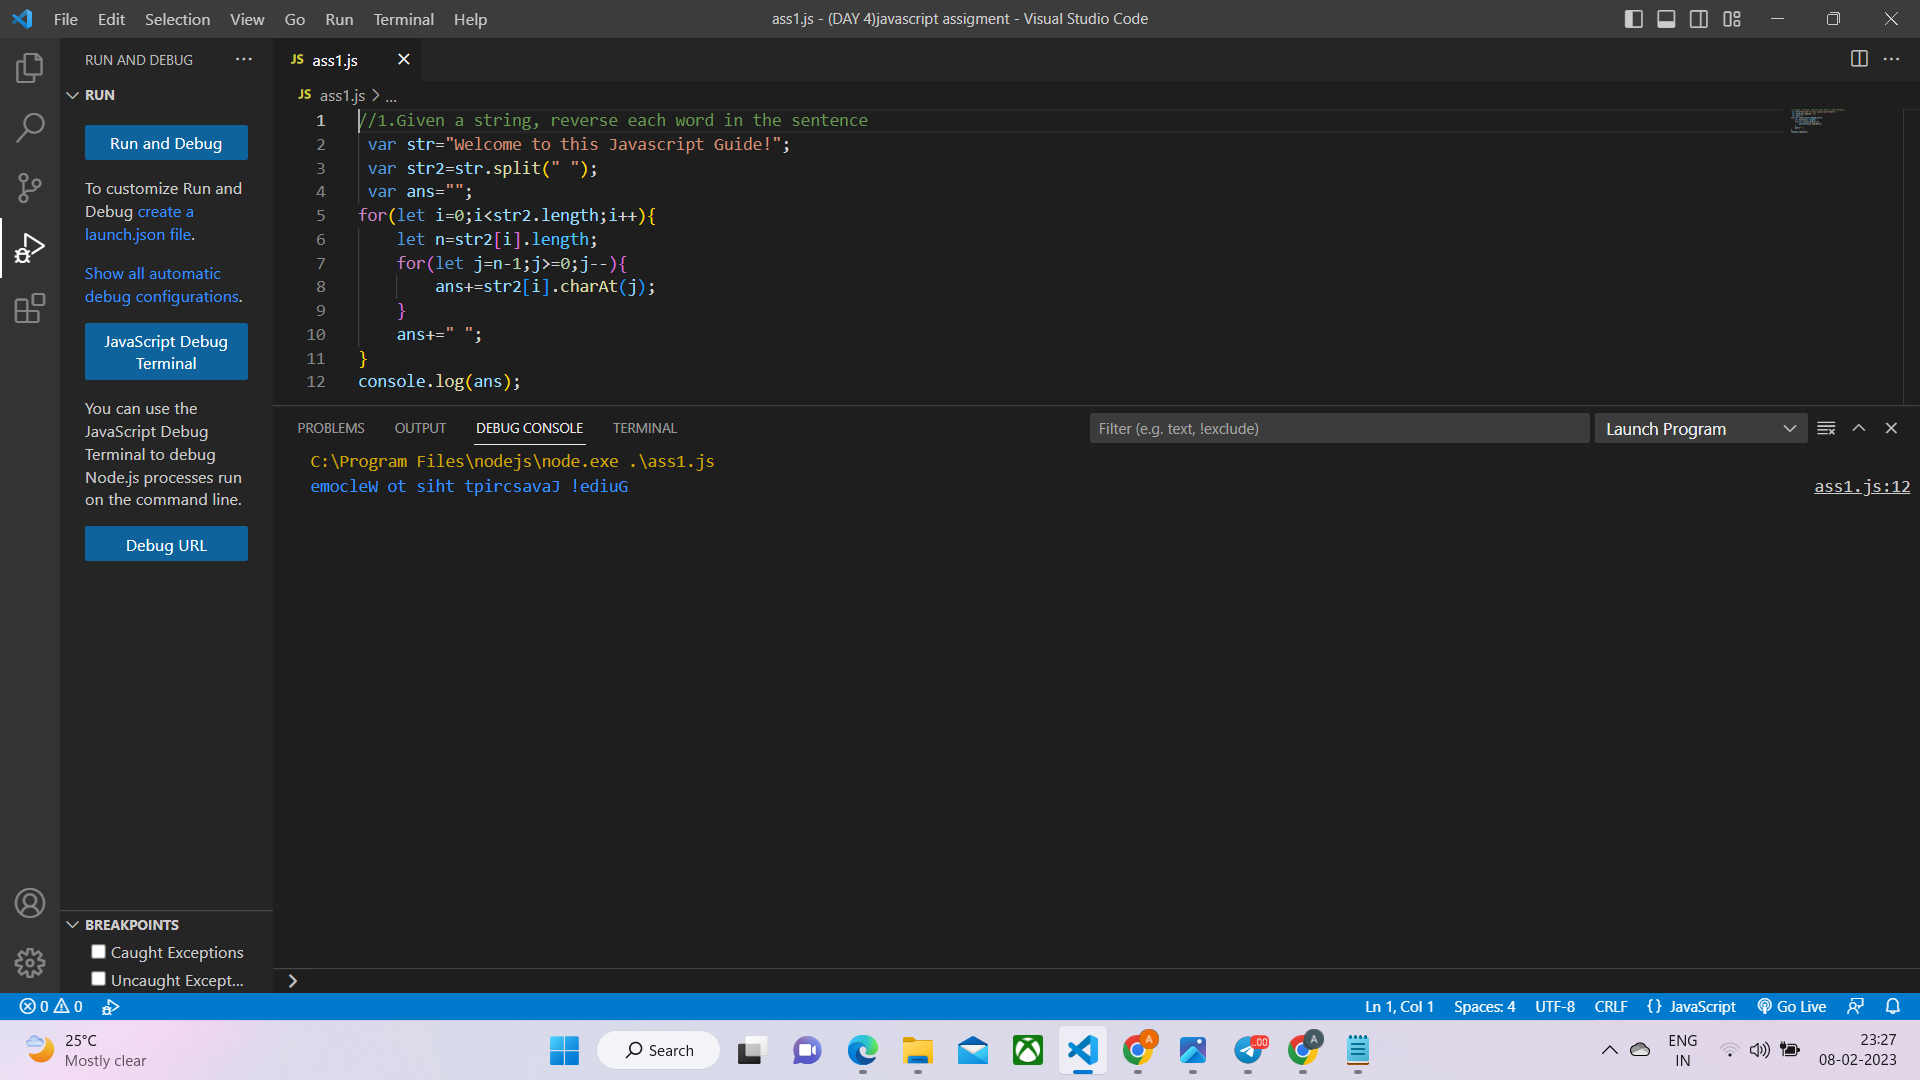 File Edit Selection View Go Run Terminal Help
ass1.js - (DAY 4)javascript assigment - Visual Studio Code
RUN AND DEBUG
RUN
Run and Debug
To customize Run and
Debug create a
launch.json file.
Show all automatic
debug configurations.
JavaScript Debug
Terminal
You can use the
JavaScript Debug
Terminal to debug
Node.js processes run
on the command line.
Debug URL
BREAKPOINTS
Caught Exceptions
Uncaught Except...
JS ass1.js
JS ass1.js > ...
1 //1.Given a string, reverse each word in the sentence
2 var str="Welcome to this Javascript Guide!";
3 var str2=str.split(" ");
4 var ans="";
5 for(let i=0;i<str2.length;i++){
6 let n=str2[i].length;
7 for(let j=n-1;j>=0;j--){
8 ans+=str2[i].charAt(j);
9 }
10 ans+=" ";
11 }
12 console.log(ans);
PROBLEMS OUTPUT DEBUG CONSOLE TERMINAL
Filter (e.g. text, !exclude)
Launch Program
C:\Program Files\nodejs\node.exe .\ass1.js
emocleW ot siht tpircsavaJ !ediuG
ass1.js:12
0 0
Ln 1, Col 1 Spaces: 4 UTF-8 CRLF {} JavaScript Go Live
25°C
Mostly clear
Search
A
.00
A
ENG
IN
23:27
08-02-2023